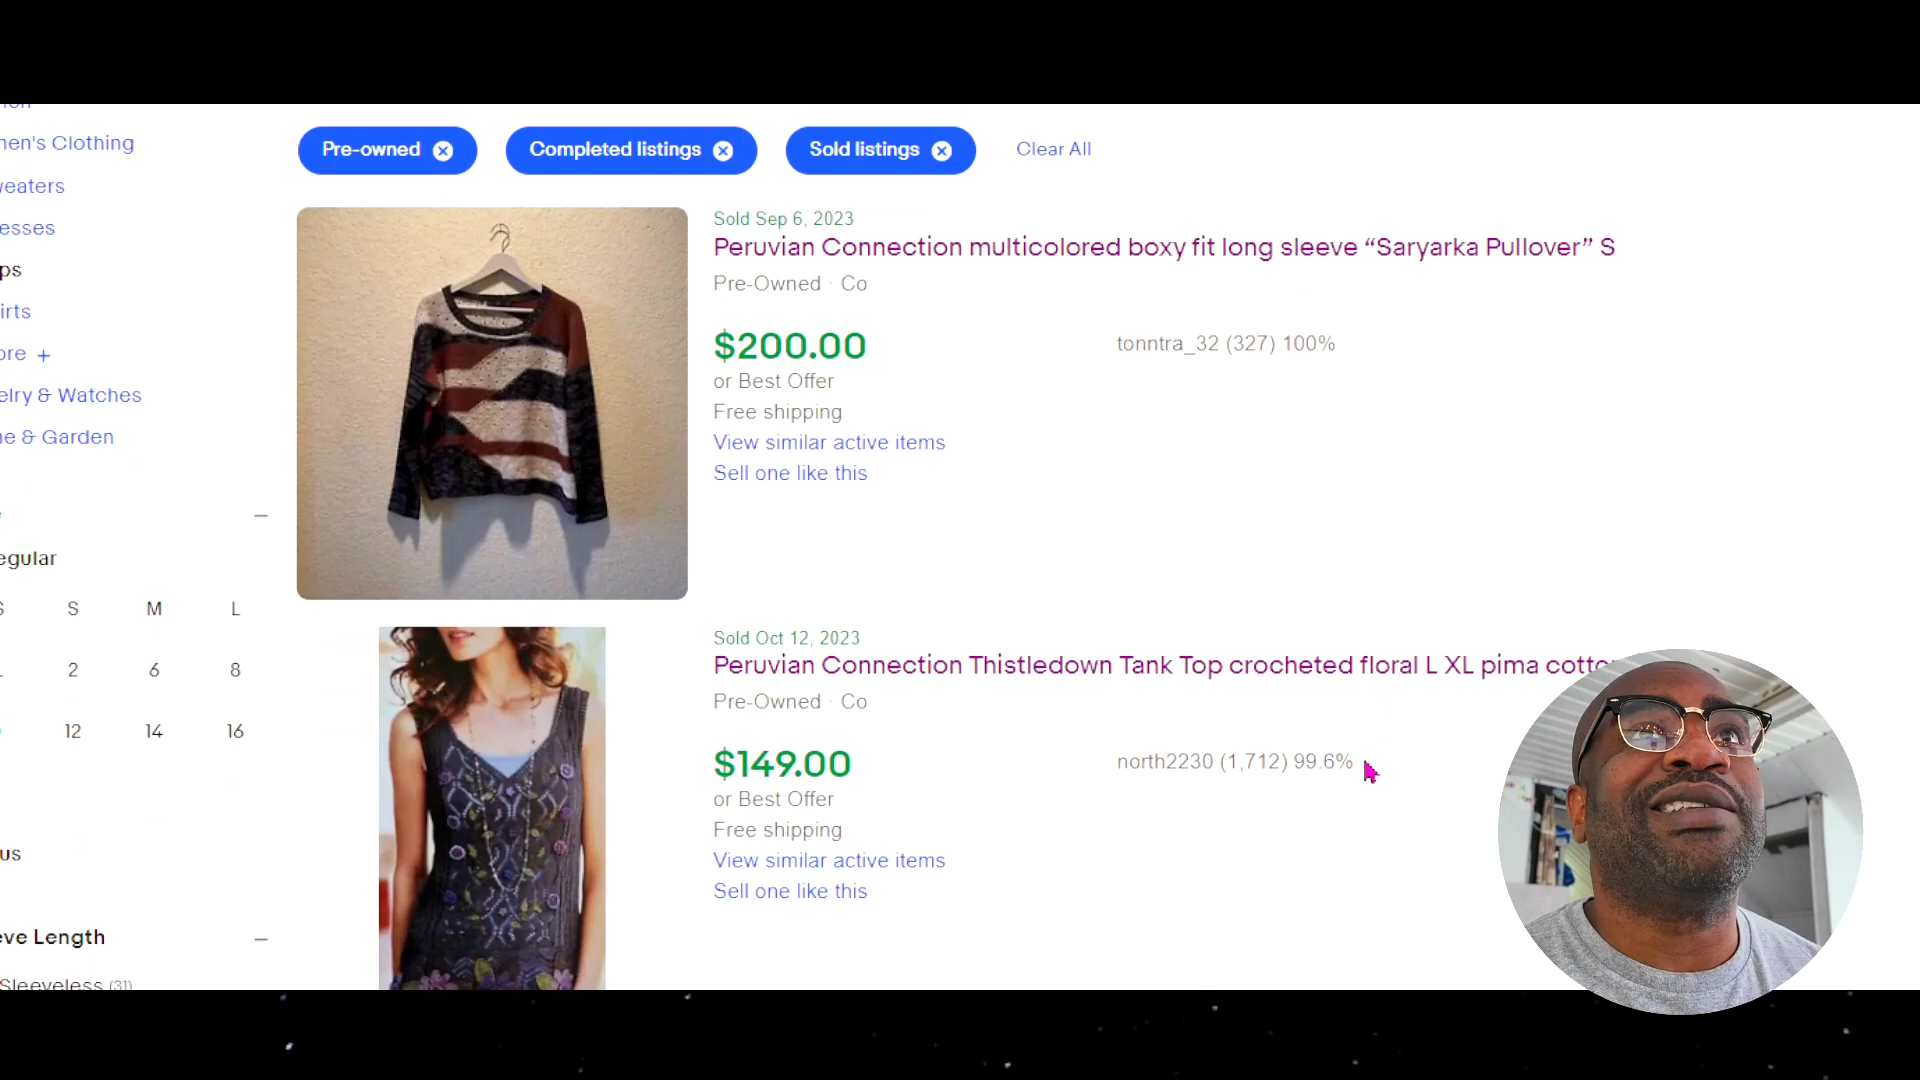 Pre-owned
Completed listings
Sold listings
Clear All
men's Clothing
weaters
esses
ps
irts
ore +
elry & Watches
ne & Garden
egular
S M L
2 6 8
12 14 16
us
eve Length
Sleeveless (31)
Sold Sep 6, 2023
Peruvian Connection multicolored boxy fit long sleeve “Saryarka Pullover” S
Pre-Owned · Co
$200.00
tonntra_32 (327) 100%
or Best Offer
Free shipping
View similar active items
Sell one like this
Sold Oct 12, 2023
Peruvian Connection Thistledown Tank Top crocheted floral L XL pima cotto
Pre-Owned · Co
$149.00
north2230 (1,712) 99.6%
or Best Offer
Free shipping
View similar active items
Sell one like this